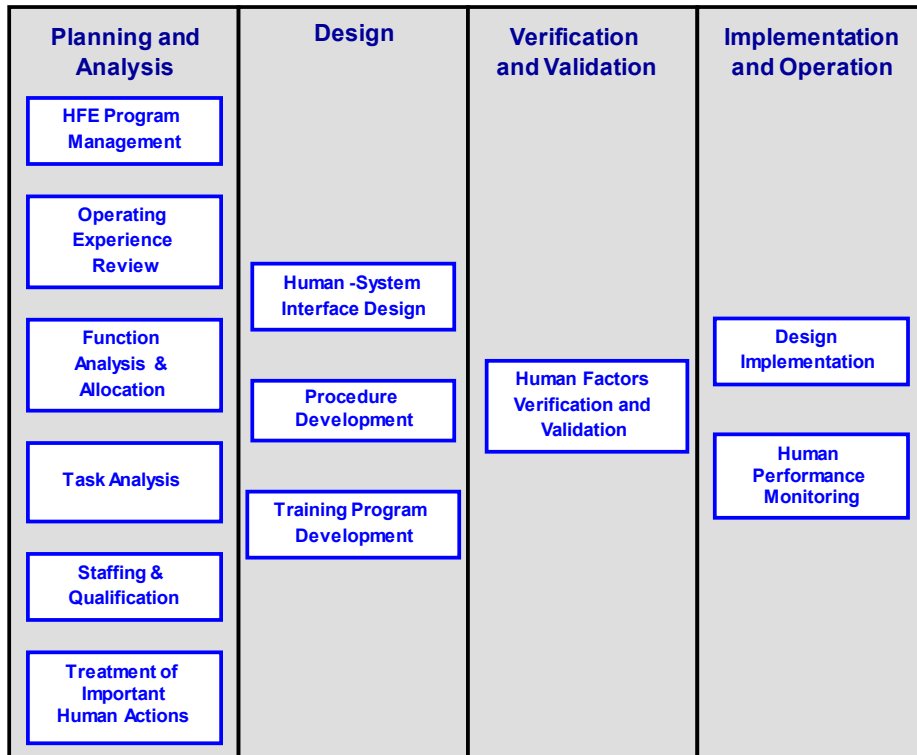 Planning and
Analysis
HFE Program
Management
Operating
Experience
Review
Function
Analysis &
Allocation
Task Analysis
Staffing &
Qualification
Treatment of
Important
Human Actions
Design
Human -System
Interface Design
Procedure
Development
Training Program
Development
Verification
and Validation
Human Factors
Verification and
Validation
Implementation
and Operation
Design
Implementation
Human
Performance
Monitoring